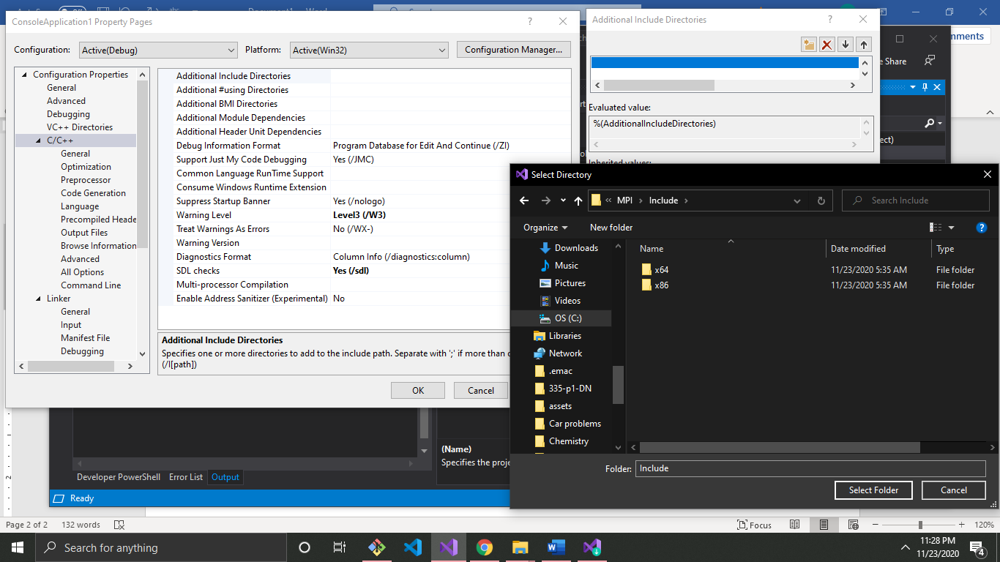 ConsoleApplication1 Property Pages
?
Configuration:
Active(Debug)
Platform:
Active(Win32)
Configuration Manager...
Configuration Properties
General
Advanced
Debugging
VC++ Directories
C/C++
General
Optimization
Preprocessor
Code Generation
Language
Precompiled Heade
Output Files
Browse Information
Advanced
All Options
Command Line
Linker
General
Input
Manifest File
Debugging
Additional Include Directories
Additional #using Directories
Additional BMI Directories
Additional Module Dependencies
Additional Header Unit Dependencies
Debug Information Format Program Database for Edit And Continue (/ZI)
Support Just My Code Debugging Yes (/JMC)
Common Language RunTime Support
Consume Windows Runtime Extension
Suppress Startup Banner Yes (/nologo)
Warning Level Level3 (/W3)
Treat Warnings As Errors No (/WX-)
Warning Version
Diagnostics Format Column Info (/diagnostics:column)
SDL checks Yes (/sdl)
Multi-processor Compilation
Enable Address Sanitizer (Experimental) No
Additional Include Directories
Specifies one or more directories to add to the include path. Separate with ';' if more than
(/I[path])
OK
Cancel
Additional Include Directories
?
Evaluated value:
%(AdditionalIncludeDirectories)
Inherited values:
mments
Share
ect)
Select Directory
« MPI > Include >
Search Include
Organize
New folder
?
Downloads
Music
Pictures
Videos
OS (C:)
Libraries
Network
.emac
335-p1-DN
assets
Car problems
Chemistry
Name Date modified Type
x64 11/23/2020 5:35 AM File folder
x86 11/23/2020 5:35 AM File folder
Folder: Include
Select Folder
Cancel
(Name)
Specifies the proje
Developer PowerShell Error List Output
Ready
2
Page 2 of 2 132 words
Focus
120%
Search for anything
11:28 PM
11/23/2020
4